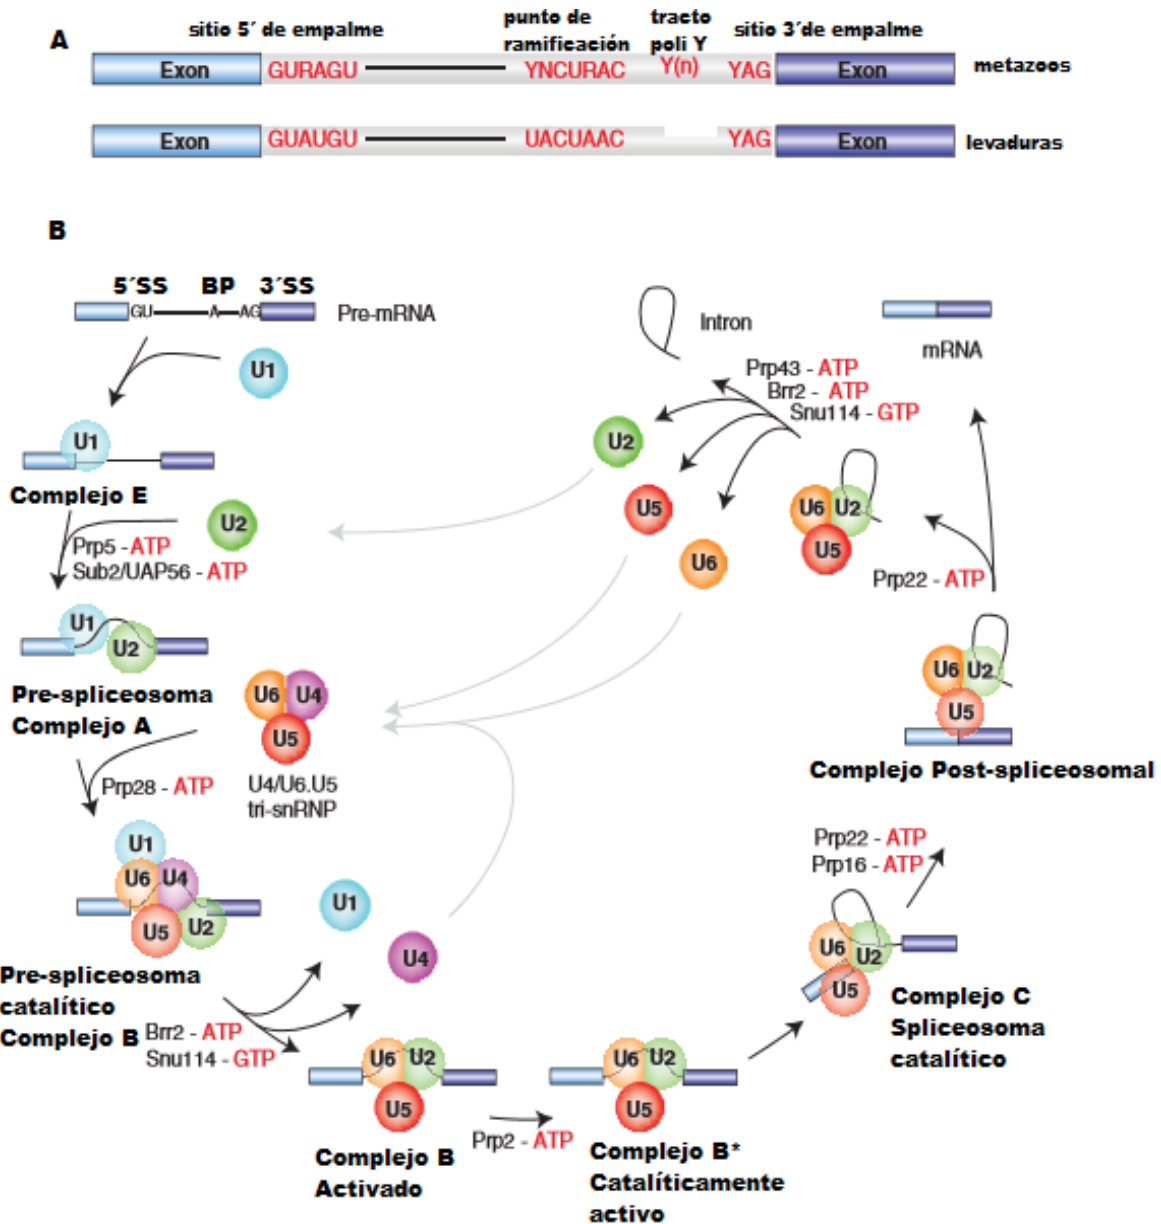 A
sitio 5´ de empalme
punto de
ramificación
tracto
poli Y
sitio 3´de empalme
Exon GURAGU YNCURAC Y(n) YAG Exon metazoos
Exon GUAUGU UACUAAC YAG Exon levaduras
B
5´SS BP 3´SS
GU A AG Pre-mRNA
U1
U1
Complejo E
U2
Prp5 - ATP
Sub2/UAP56 - ATP
U1
U2
Pre-spliceosoma
Complejo A
U6 U4
U5
U4/U6.U5
tri-snRNP
Prp28 - ATP
U1
U6 U4
U5 U2
Pre-spliceosoma
catalítico
Complejo B
Brr2 - ATP
Snu114 - GTP
U1
U4
U6 U2
U5
Complejo B
Activado
Prp2 - ATP
U6 U2
U5
Complejo B*
Catalíticamente
activo
U6 U2
U5
Complejo C
Spliceosoma
catalítico
Prp22 - ATP
Prp16 - ATP
U6 U2
U5
Complejo Post-spliceosomal
Prp22 - ATP
mRNA
U6 U2
U5
Prp43 - ATP
Brr2 - ATP
Snu114 - GTP
Intron
U2
U5
U6